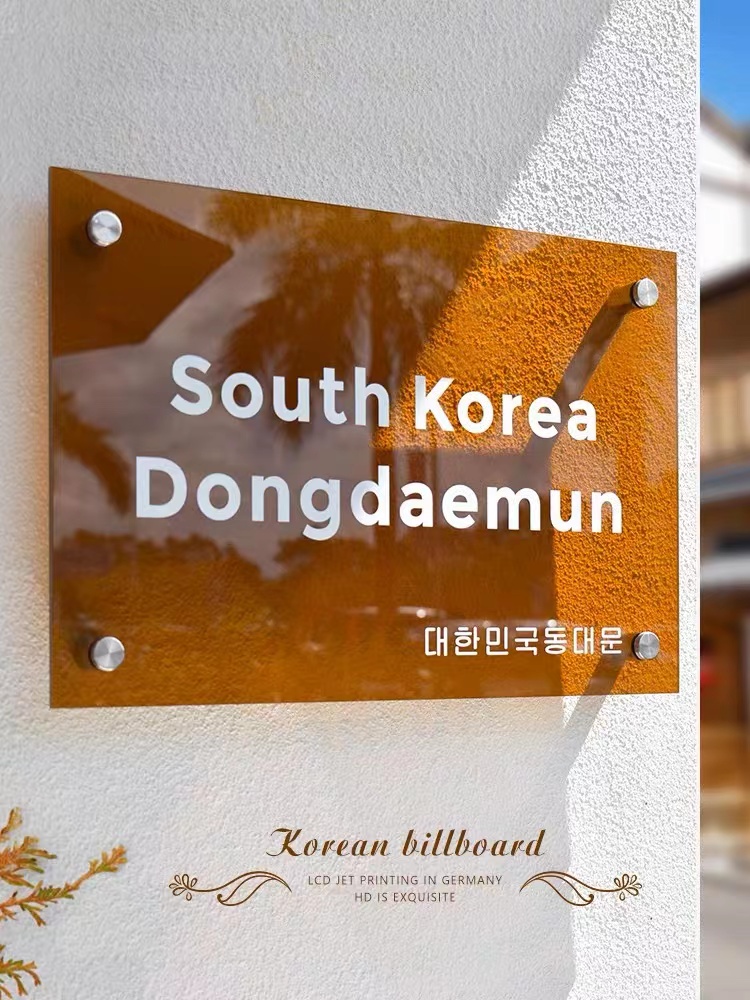 South Korea
Dongdaemun
대한민국동대문
Korean billboard
LCD JET PRINTING IN GERMANY
HD IS EXQUISITE